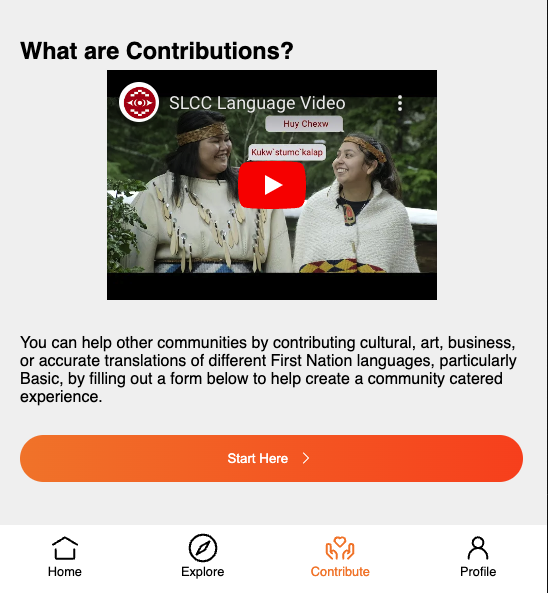 What are Contributions?
SLCC Language Video
Huy Chexw
Kukw̓stumc̓kalap
You can help other communities by contributing cultural, art, business,
or accurate translations of different First Nation languages, particularly
Basic, by filling out a form below to help create a community catered
experience.
Start Here
Home
Explore
Contribute
Profile